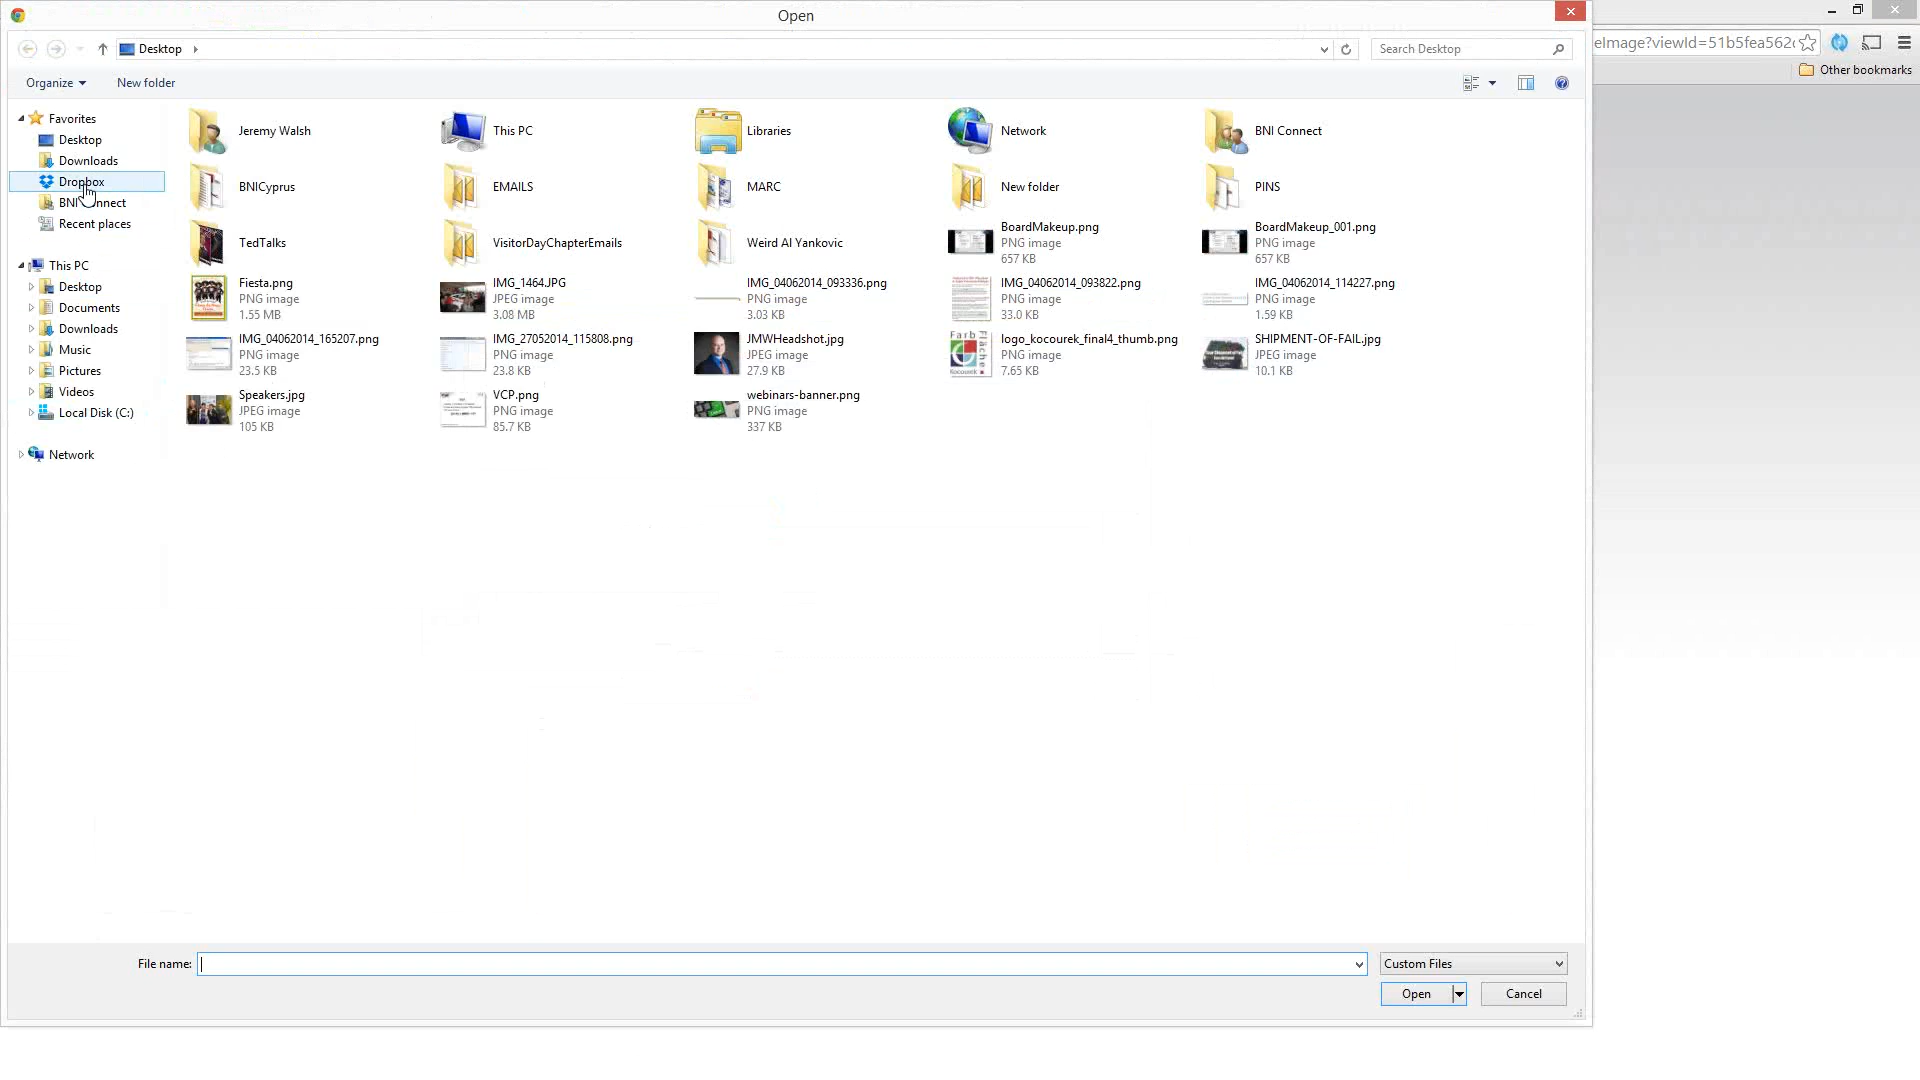 Open
eImage?viewId=51b5fea562
Desktop
Search Desktop
Other bookmarks
Organize
New folder
Favorites
Desktop
Downloads
Dropbox
BNI Connect
Recent places
This PC
Desktop
Documents
Downloads
Music
Pictures
Videos
Local Disk (C:)
Network
Jeremy Walsh
This PC
Libraries
Network
BNI Connect
BNICyprus
EMAILS
MARC
New folder
PINS
TedTalks
VisitorDayChapterEmails
Weird Al Yankovic
BoardMakeup.png
PNG image
657 KB
BoardMakeup_001.png
PNG image
657 KB
Fiesta.png
PNG image
1.55 MB
IMG_1464.JPG
JPEG image
3.08 MB
IMG_04062014_093336.png
PNG image
3.03 KB
IMG_04062014_093822.png
PNG image
33.0 KB
IMG_04062014_114227.png
PNG image
1.59 KB
IMG_04062014_165207.png
PNG image
23.5 KB
IMG_27052014_115808.png
PNG image
23.8 KB
JMWHeadshot.jpg
JPEG image
27.9 KB
Farb Fläche
kocourek
logo_kocourek_final4_thumb.png
PNG image
7.65 KB
SHIPMENT-OF-FAIL.jpg
JPEG image
10.1 KB
Speakers.jpg
JPEG image
105 KB
VCP.png
PNG image
85.7 KB
webinars-banner.png
PNG image
337 KB
File name:
Custom Files
Open
Cancel